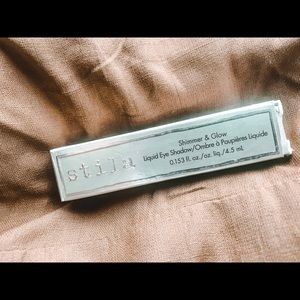 stila
Shimmer & Glow
Liquid Eye Shadow/Ombre à Paupières Liquide
0.153 fl. oz./oz. liq./4.5 mL